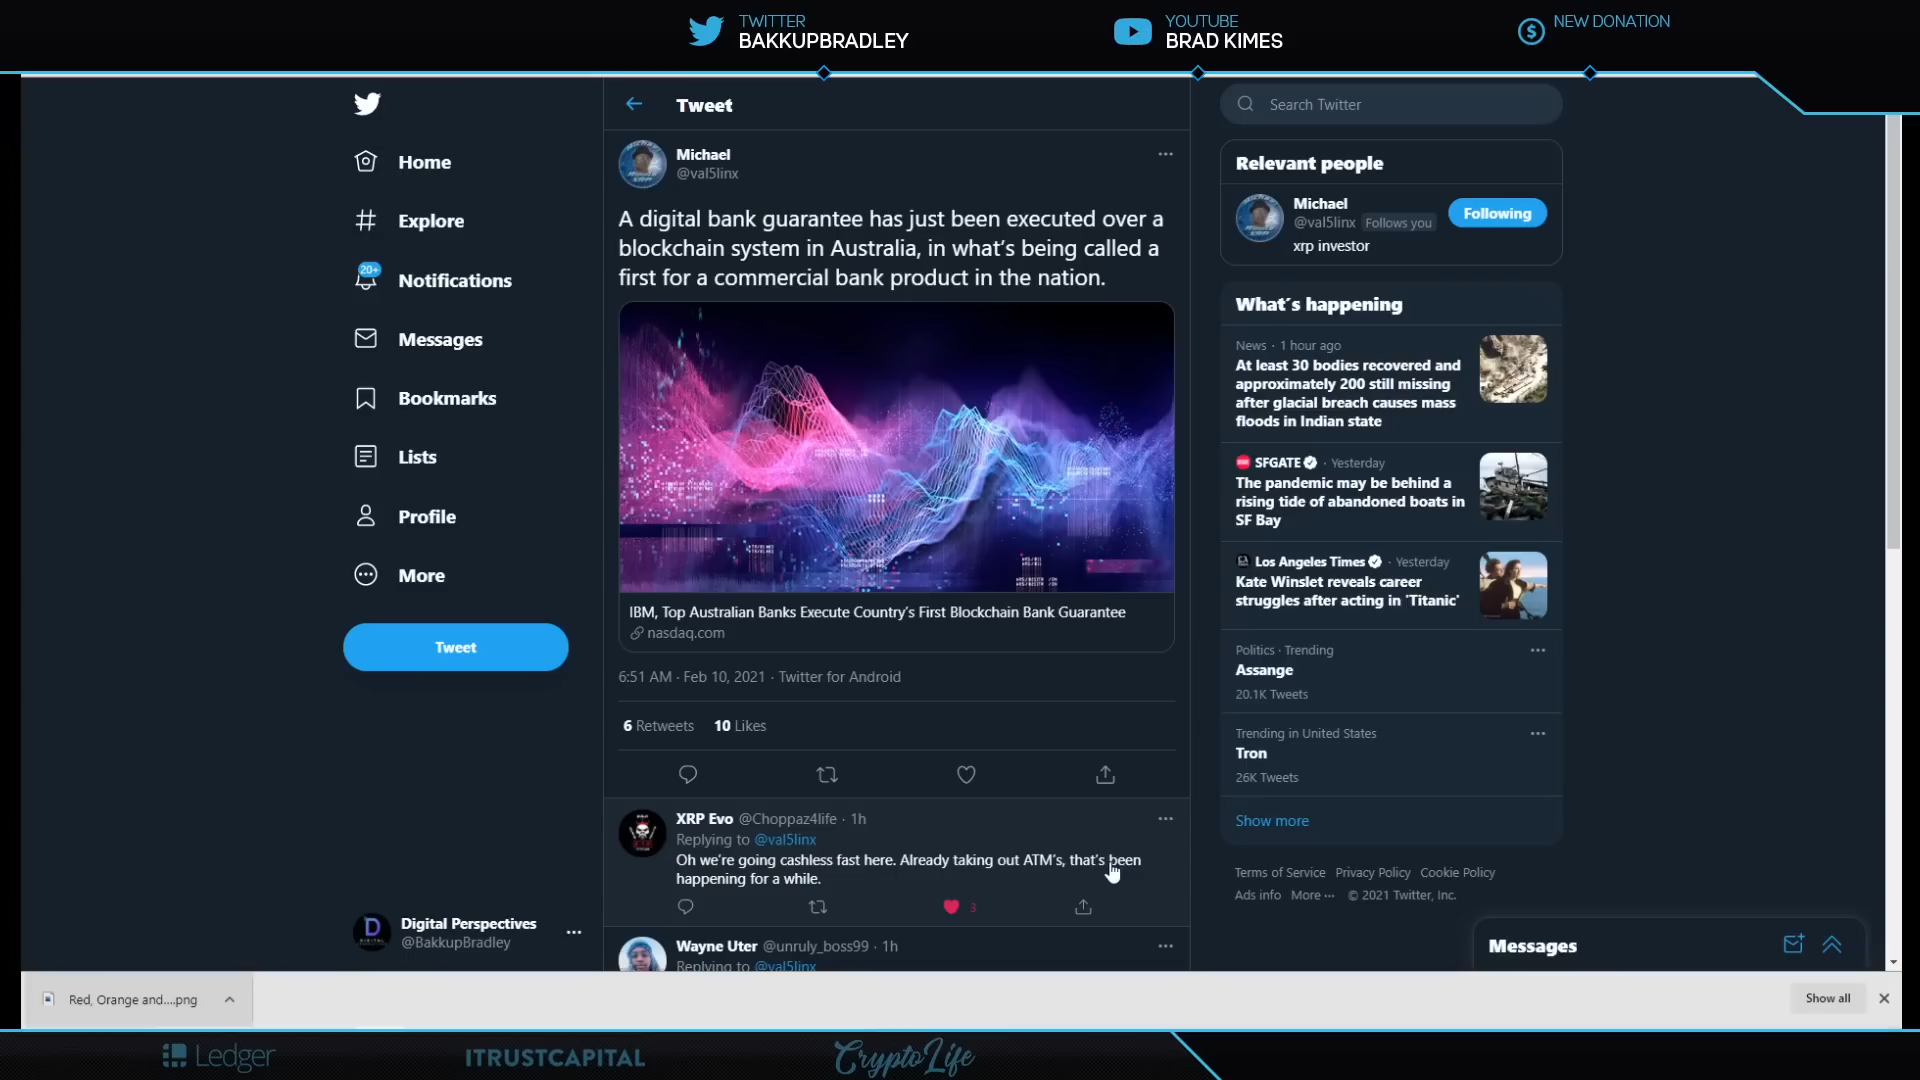 TWITTER
BAKKUPBRADLEY
YOUTUBE
BRAD KIMES
NEW DONATION
Home
Explore
20+
Notifications
Messages
Bookmarks
Lists
Profile
More
Tweet
Digital Perspectives
@BakkupBradley
Tweet
Michael
@val5linx
A digital bank guarantee has just been executed over a
blockchain system in Australia, in what's being called a
first for a commercial bank product in the nation.
IBM, Top Australian Banks Execute Country's First Blockchain Bank Guarantee
nasdaq.com
6:51 AM · Feb 10, 2021 · Twitter for Android
6 Retweets 10 Likes
XRP Evo @Choppaz4life · 1h
Replying to @val5linx
Oh we're going cashless fast here. Already taking out ATM's, that's been
happening for a while.
3
Wayne Uter @unruly_boss99 · 1h
Replying to @val5linx
Search Twitter
Relevant people
Michael
@val5linx Follows you
Following
xrp investor
What's happening
News · 1 hour ago
At least 30 bodies recovered and
approximately 200 still missing
after glacial breach causes mass
floods in Indian state
SFGATE · Yesterday
The pandemic may be behind a
rising tide of abandoned boats in
SF Bay
Los Angeles Times · Yesterday
Kate Winslet reveals career
struggles after acting in 'Titanic'
Politics · Trending
Assange
20.1K Tweets
Trending in United States
Tron
26K Tweets
Show more
Terms of Service Privacy Policy Cookie Policy
Ads info More ··· © 2021 Twitter, Inc.
Messages
Red, Orange and....png
Show all
Ledger
ITRUSTCAPITAL
CryptoLife